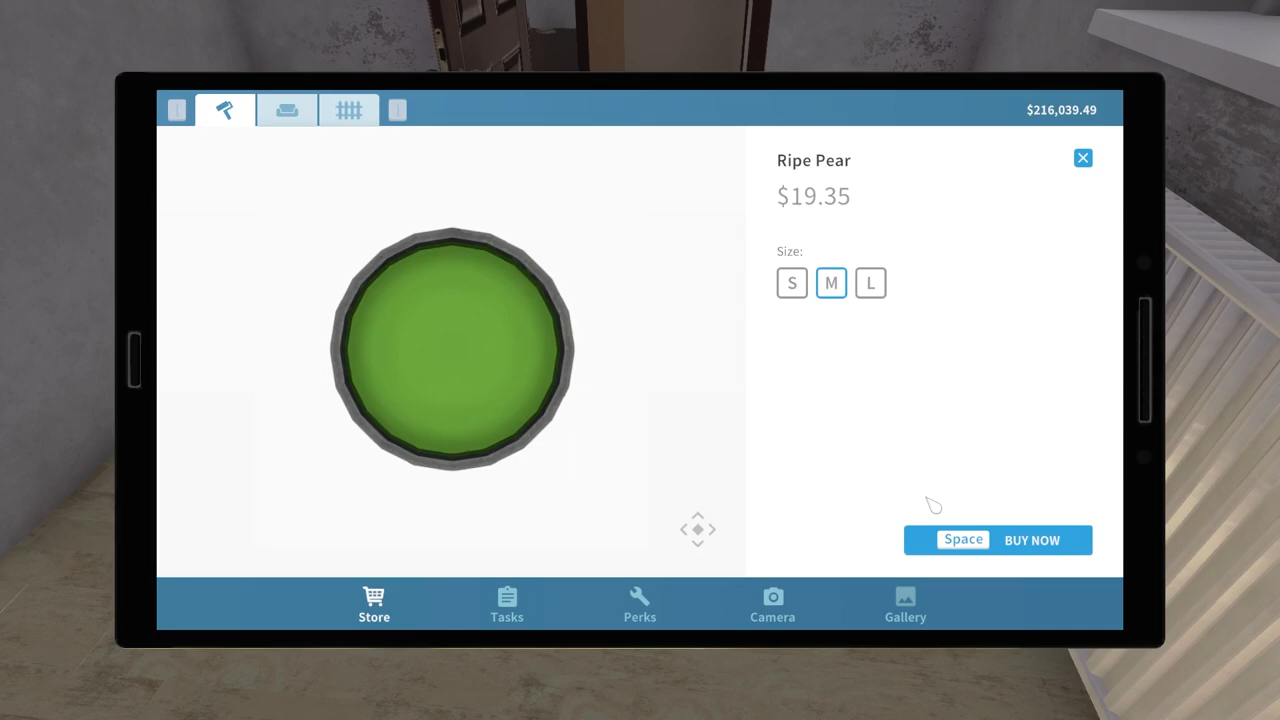 $216,039.49
Ripe Pear
$19.35
Size:
S M L
Space BUY NOW
Store Tasks Perks Camera Gallery